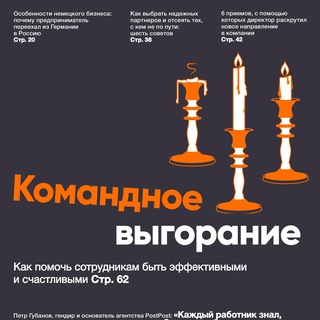 Особенности немецкого бизнеса:
почему предприниматель
переехал из Германии
в Россию
Стр. 20
Как выбрать надежных
партнеров и отсеять тех,
с кем не по пути:
шесть советов
Стр. 38
6 приемов, с помощью
которых директор раскрутил
новое направление
в компании
Стр. 42
Командное
выгорание
Как помочь сотрудникам быть эффективными
и счастливыми Стр. 62
Петр Губанов, гендир и основатель агентства PostPost: «Каждый работник знал,